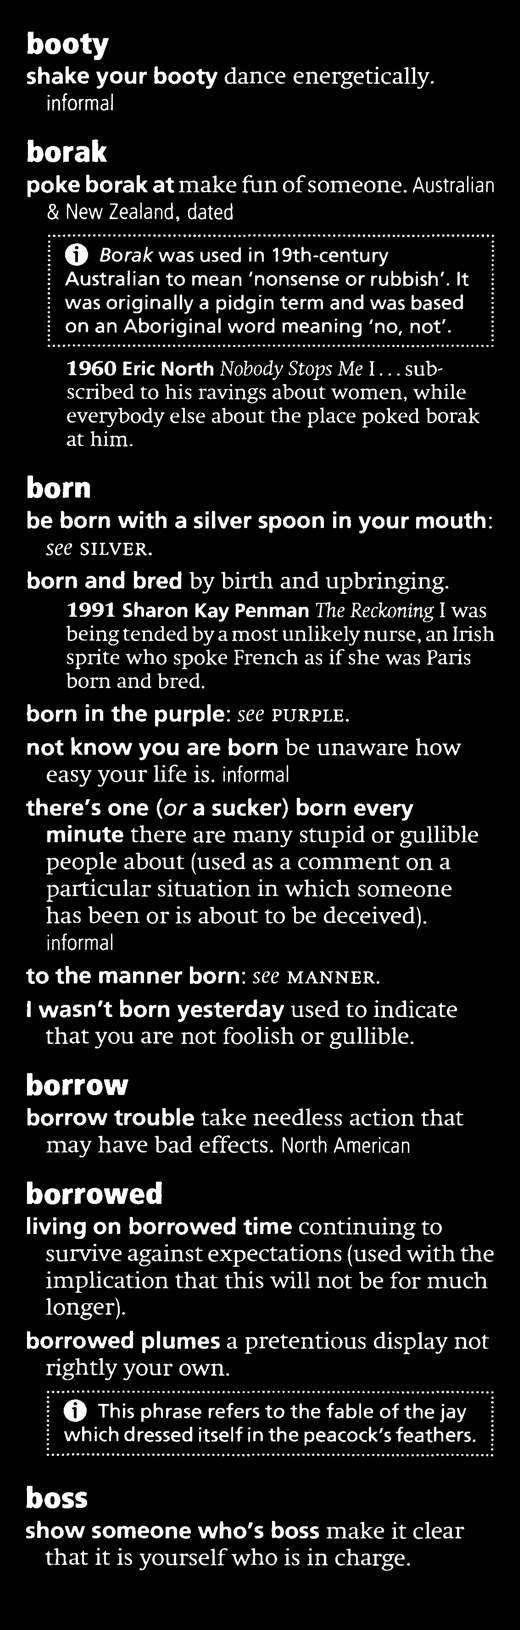 booty
shake your booty dance energetically.
informal
borak
poke borak at make fun of someone. Australian
& New Zealand, dated
Borak was used in 19th-century
Australian to mean ‘nonsense or rubbish’. It
was originally a pidgin term and was based
on an Aboriginal word meaning ‘no, not’.
1960 Eric North Nobody Stops Me I... sub-
scribed to his ravings about women, while
everybody else about the place poked borak
at him.
born
be born with a silver spoon in your mouth:
see SILVER.
born and bred by birth and upbringing.
1991 Sharon Kay Penman The Reckoning I was
being tended by a most unlikely nurse, an Irish
sprite who spoke French as if she was Paris
born and bred.
born in the purple: see PURPLE.
not know you are born be unaware how
easy your life is. informal
there's one (or a sucker) born every
minute there are many stupid or gullible
people about (used as a comment on a
particular situation in which someone
has been or is about to be deceived).
informal
to the manner born: see MANNER.
I wasn't born yesterday used to indicate
that you are not foolish or gullible.
borrow
borrow trouble take needless action that
may have bad effects. North American
borrowed
living on borrowed time continuing to
survive against expectations (used with the
implication that this will not be for much
longer).
borrowed plumes a pretentious display not
rightly your own.
This phrase refers to the fable of the jay
which dressed itself in the peacock's feathers.
boss
show someone who's boss make it clear
that it is yourself who is in charge.